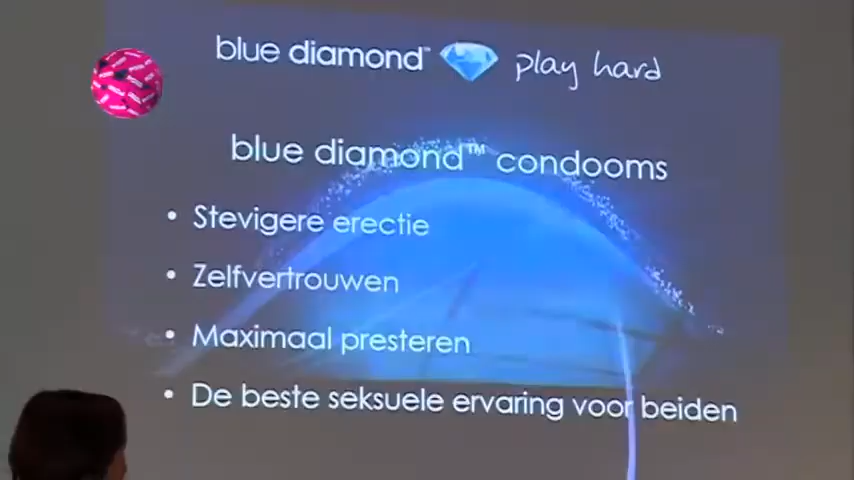 blue diamond™ play hard
blue diamond™ condooms
• Stevigere erectie
• Zelfvertrouwen
• Maximaal presteren
• De beste seksuele ervaring voor beiden